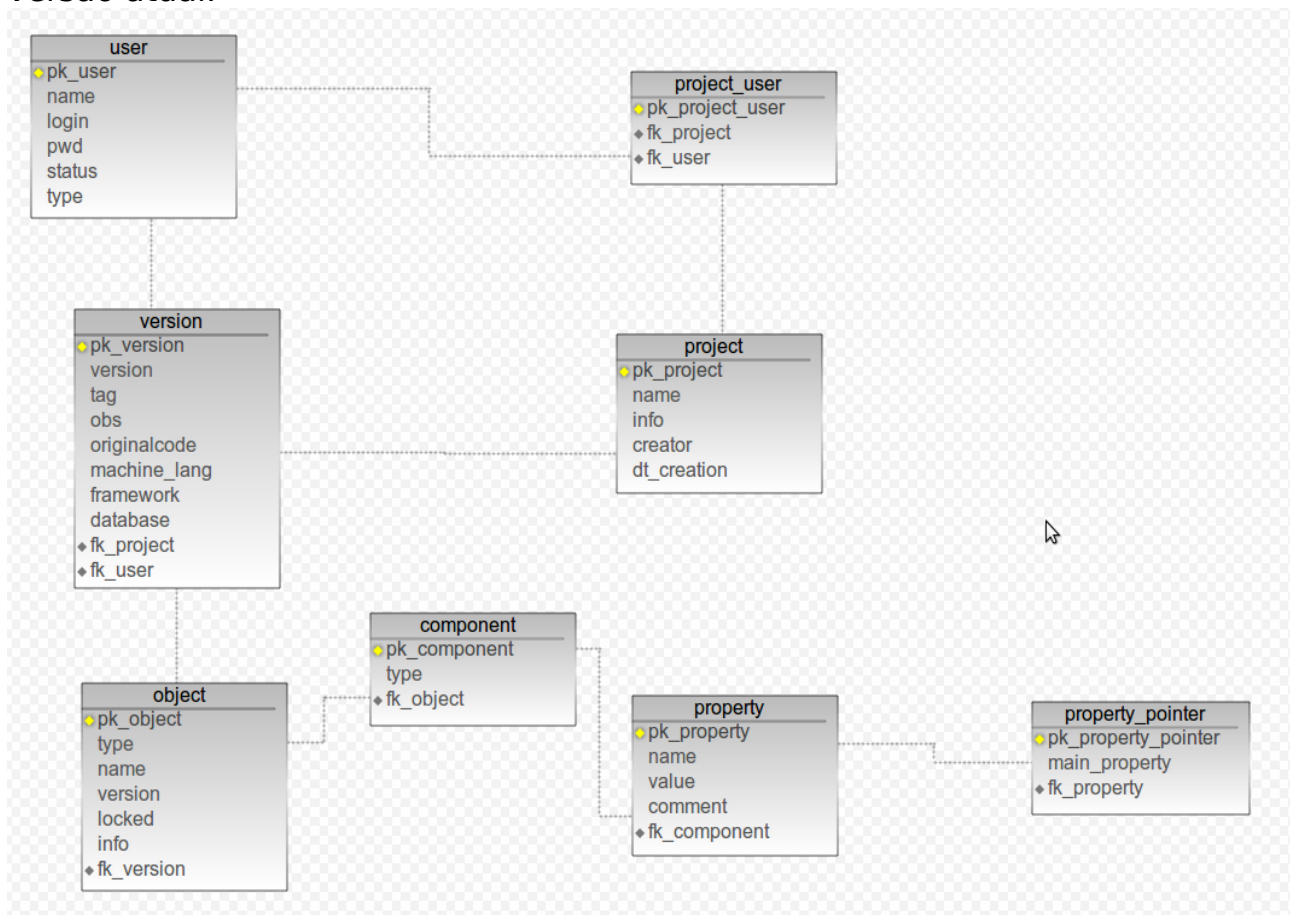 user
pk_user
name
login
pwd
status
type
project_user
pk_project_user
fk_project
fk_user
version
pk_version
version
tag
obs
originalcode
machine_lang
framework
database
fk_project
fk_user
project
pk_project
name
info
creator
dt_creation
component
pk_component
type
fk_object
object
pk_object
type
name
version
locked
info
fk_version
property
pk_property
name
value
comment
fk_component
property_pointer
pk_property_pointer
main_property
fk_property